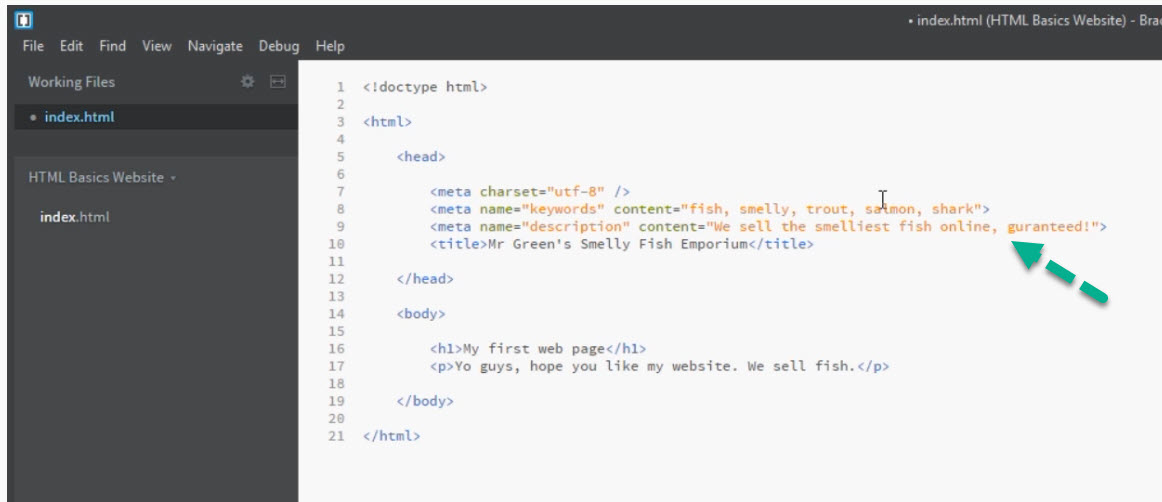 • index.html (HTML Basics Website) - Brac
File Edit Find View Navigate Debug Help
Working Files
• index.html
HTML Basics Website
index.html
1 <!doctype html>
2
3 <html>
4
5 <head>
6
7 <meta charset="utf-8" />
8 <meta name="keywords" content="fish, smelly, trout, salmon, shark">
9 <meta name="description" content="We sell the smelliest fish online, guranteed!">
10 <title>Mr Green's Smelly Fish Emporium</title>
11
12 </head>
13
14 <body>
15
16 <h1>My first web page</h1>
17 <p>Yo guys, hope you like my website. We sell fish.</p>
18
19 </body>
20
21 </html>